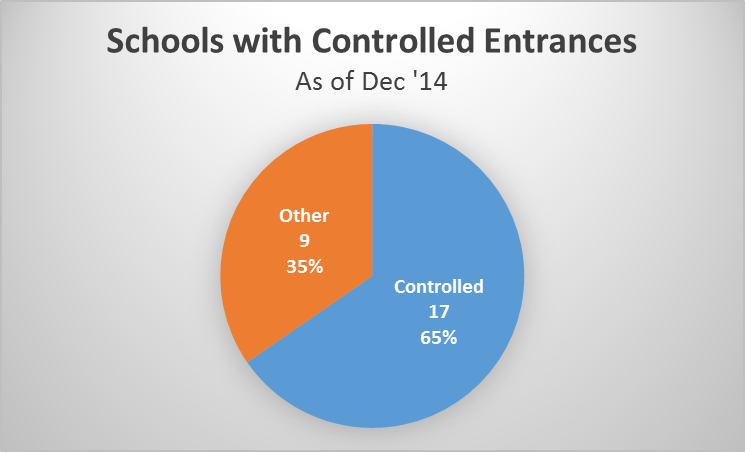 Schools with Controlled Entrances
As of Dec '14
Other
9
35%
Controlled
17
65%